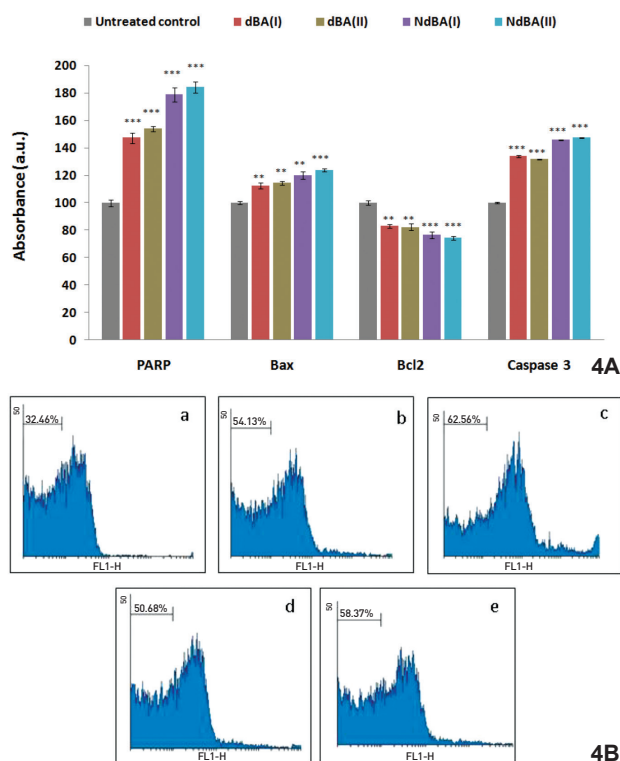 Untreated control dBA(I) dBA(II) NdBA(I) NdBA(II)
200
180
160
140
120
100
80
60
40
20
0
Absorbance (a.u.)
*** *** *** ***
** ** ** ***
** ** *** ***
*** *** *** ***
PARP Bax Bcl2 Caspase 3
4A
50
32.46%
a
FL1-H
50
54.13%
b
FL1-H
50
62.56%
c
FL1-H
50
50.68%
d
FL1-H
50
58.37%
e
FL1-H
4B